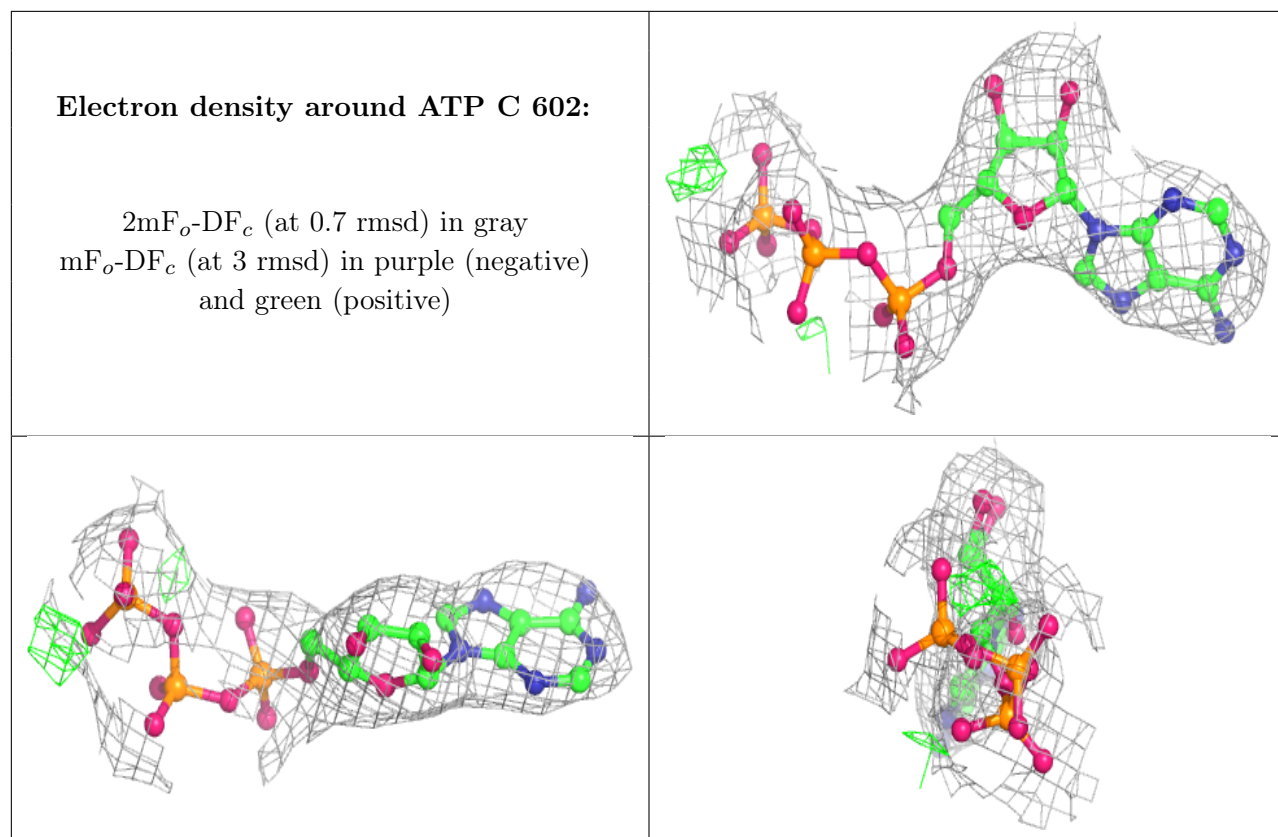 Electron density around ATP C 602:
2mFo-DFc (at 0.7 rmsd) in gray
mFo-DFc (at 3 rmsd) in purple (negative)
and green (positive)